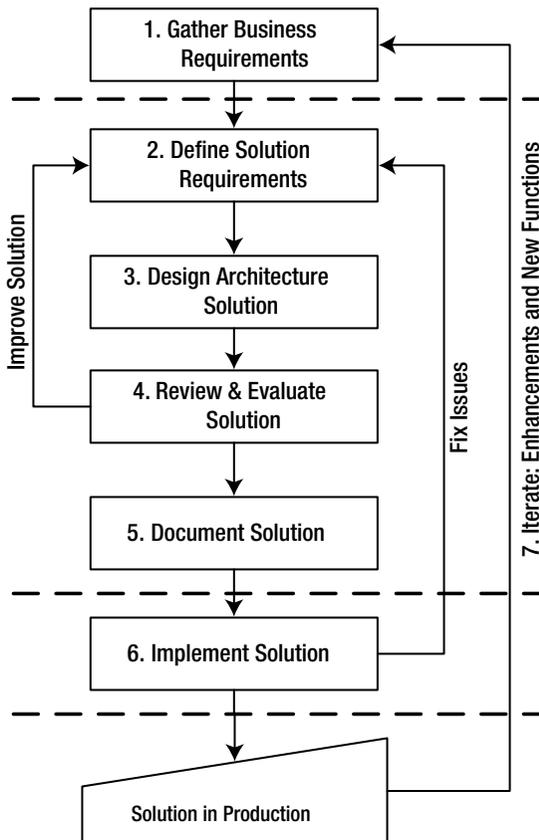 1. Gather Business
Requirements
2. Define Solution
Requirements
3. Design Architecture
Solution
4. Review & Evaluate
Solution
5. Document Solution
6. Implement Solution
Solution in Production
Improve Solution
Fix Issues
7. Iterate: Enhancements and New Functions